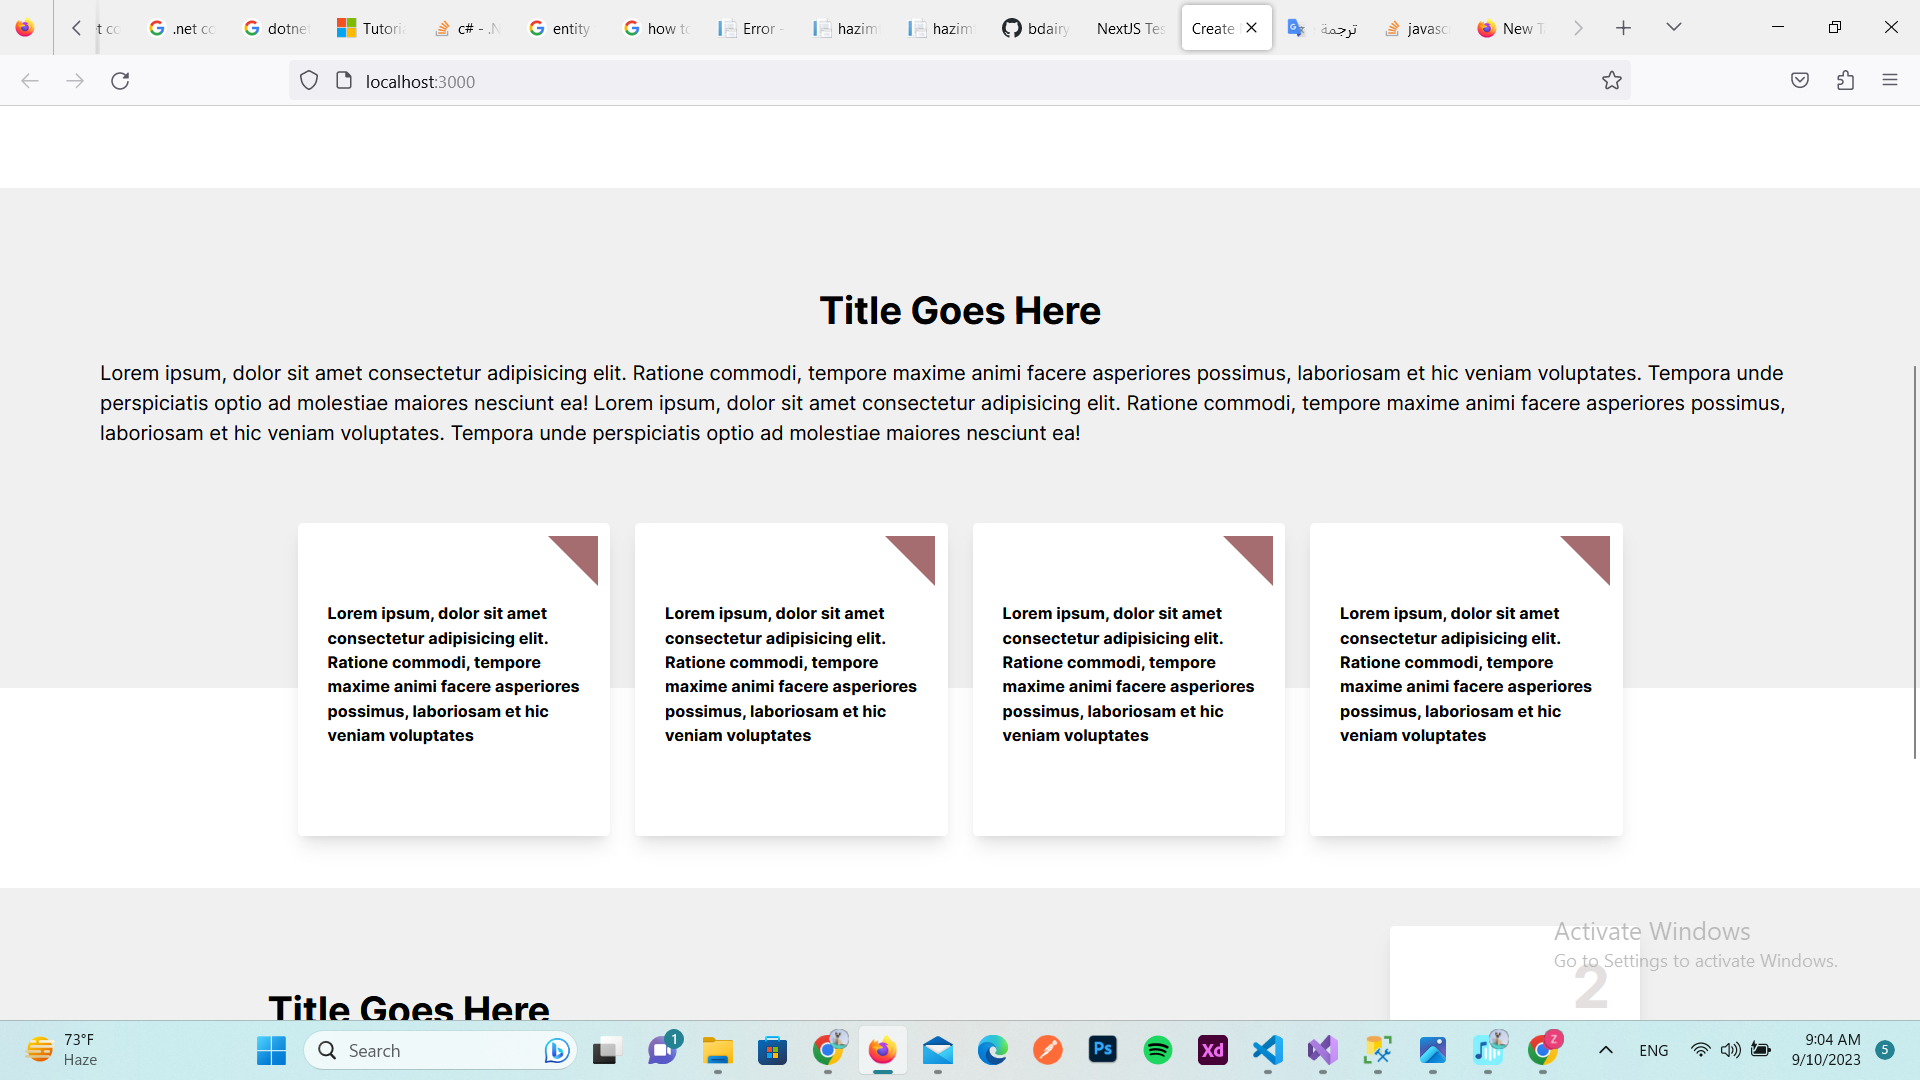 t co
.net co
dotne
Tutori
c# - .N
entity
how to
Error -
hazim
hazim
bdairy
NextJS Tes
Create
ترجمة
javasc
New T
localhost:3000
Title Goes Here
Lorem ipsum, dolor sit amet consectetur adipisicing elit. Ratione commodi, tempore maxime animi facere asperiores possimus, laboriosam et hic veniam voluptates. Tempora unde
perspiciatis optio ad molestiae maiores nesciunt ea! Lorem ipsum, dolor sit amet consectetur adipisicing elit. Ratione commodi, tempore maxime animi facere asperiores possimus,
laboriosam et hic veniam voluptates. Tempora unde perspiciatis optio ad molestiae maiores nesciunt ea!
Lorem ipsum, dolor sit amet
consectetur adipisicing elit.
Ratione commodi, tempore
maxime animi facere asperiores
possimus, laboriosam et hic
veniam voluptates
Lorem ipsum, dolor sit amet
consectetur adipisicing elit.
Ratione commodi, tempore
maxime animi facere asperiores
possimus, laboriosam et hic
veniam voluptates
Lorem ipsum, dolor sit amet
consectetur adipisicing elit.
Ratione commodi, tempore
maxime animi facere asperiores
possimus, laboriosam et hic
veniam voluptates
Lorem ipsum, dolor sit amet
consectetur adipisicing elit.
Ratione commodi, tempore
maxime animi facere asperiores
possimus, laboriosam et hic
veniam voluptates
Title Goes Here
2
Activate Windows
Go to Settings to activate Windows.
73°F
Haze
Search
1
Ps
Xd
Z
ENG
9:04 AM
9/10/2023
5